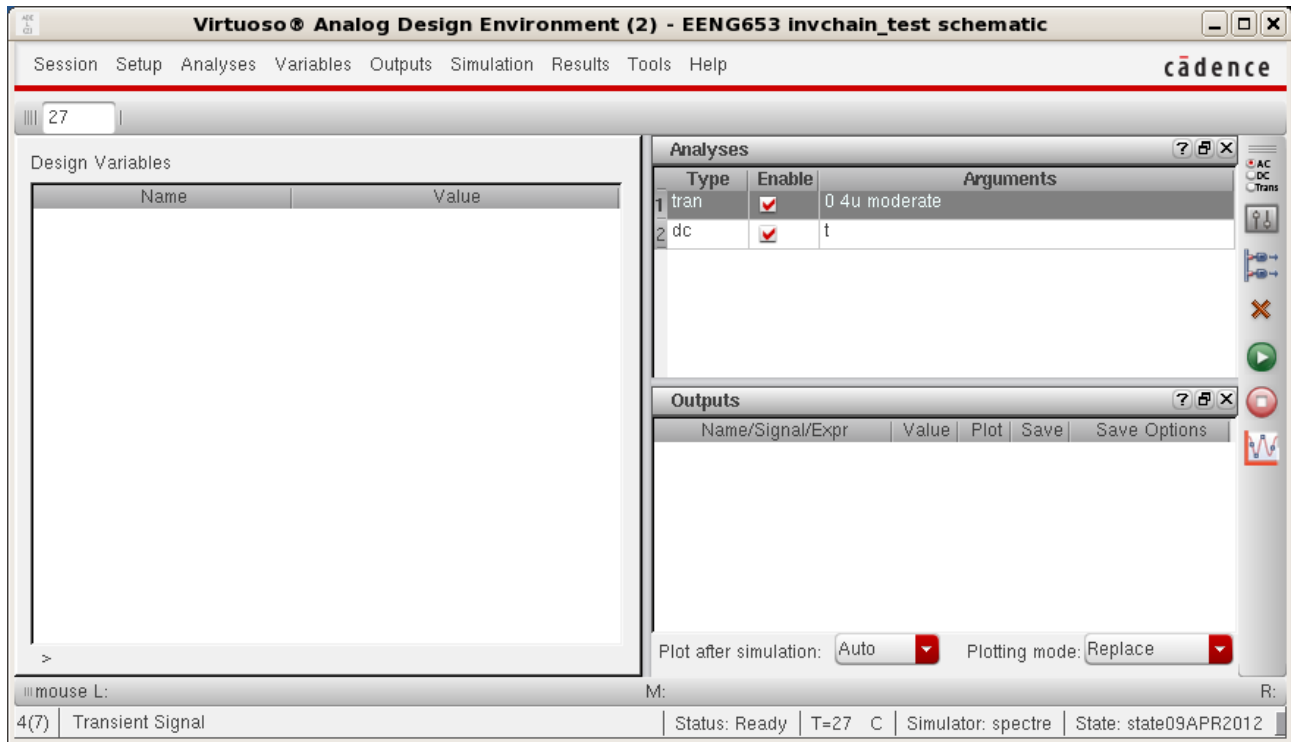 Virtuoso® Analog Design Environment (2) - EENG653 invchain_test schematic
Session Setup Analyses Variables Outputs Simulation Results Tools Help
cādence
27
Design Variables
Name Value
>
Analyses
? X
Type Enable Arguments
1 tran 0 4u moderate
2 dc t
AC
DC
Trans
Outputs
? X
Name/Signal/Expr Value Plot Save Save Options
Plot after simulation: Auto Plotting mode: Replace
mouse L: M: R:
4(7) Transient Signal Status: Ready T=27 C Simulator: spectre State: state09APR2012